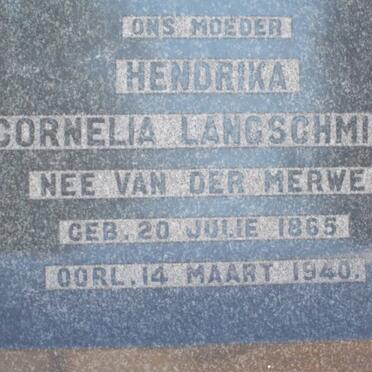 ONS MOEDER
HENDRIKA
CORNELIA LANGSCHMI
NEE VAN DER MERWE
GEB. 20 JULIE 1865
OORL. 14 MAART 1940.